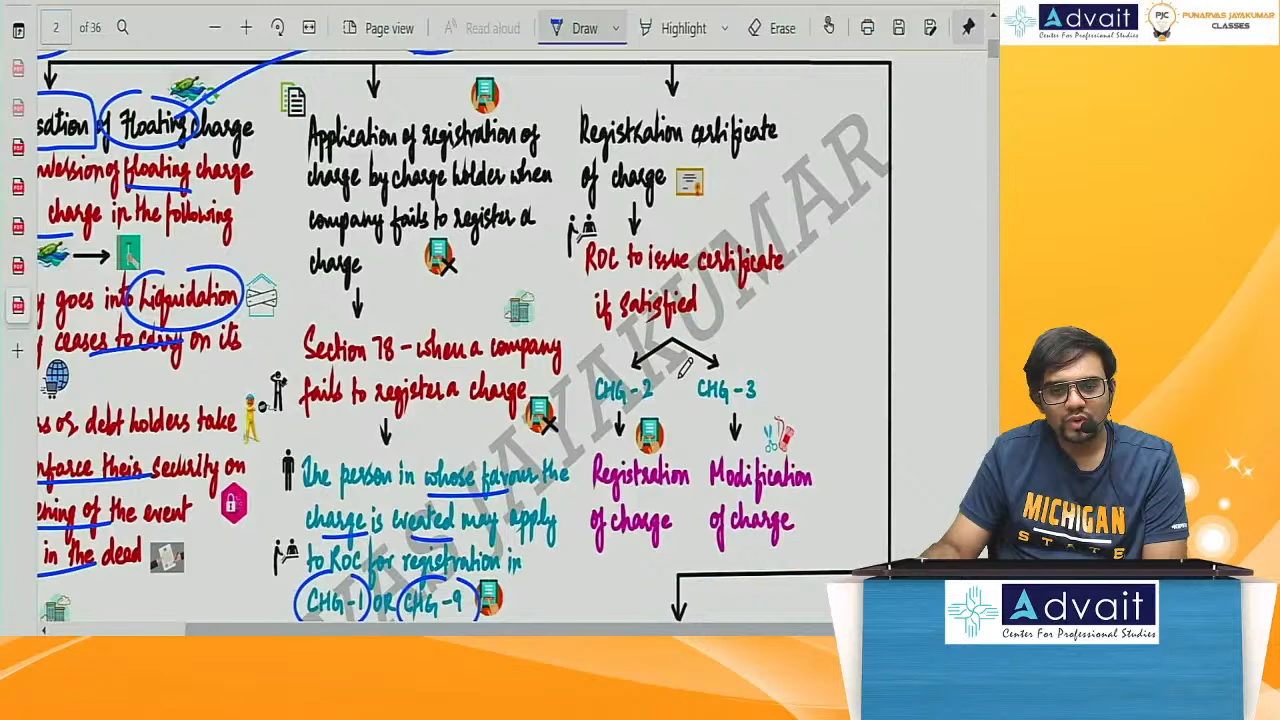 2
of 36
Page view
Read aloud
Draw
Highlight
Erase
Advait
Center For Professional Studies
PJC
PUNARVAS JAYAKUMAR
CLASSES
sation of Floating charge
nversion of floating charge
charge in the following
y goes into Liquidation
y ceases to carry on its
rs or debt holders take
nforce their security on
ening of the event
in the deed
Application of registration of
charge by charge holder when
company fails to register a
charge
Section 78 - when a company
fails to register a charge
The person in whose favour the
charge is created may apply
to ROC for registration in
CHG-1 OR CHG-9
Registration certificate
of charge
ROC to issue certificate
if satisfied
CHG-2 CHG-3
Registration
of charge
Modification
of charge
VAS JAYAKUMAR
MICHIGAN
STATE
Advait
Center For Professional Studies